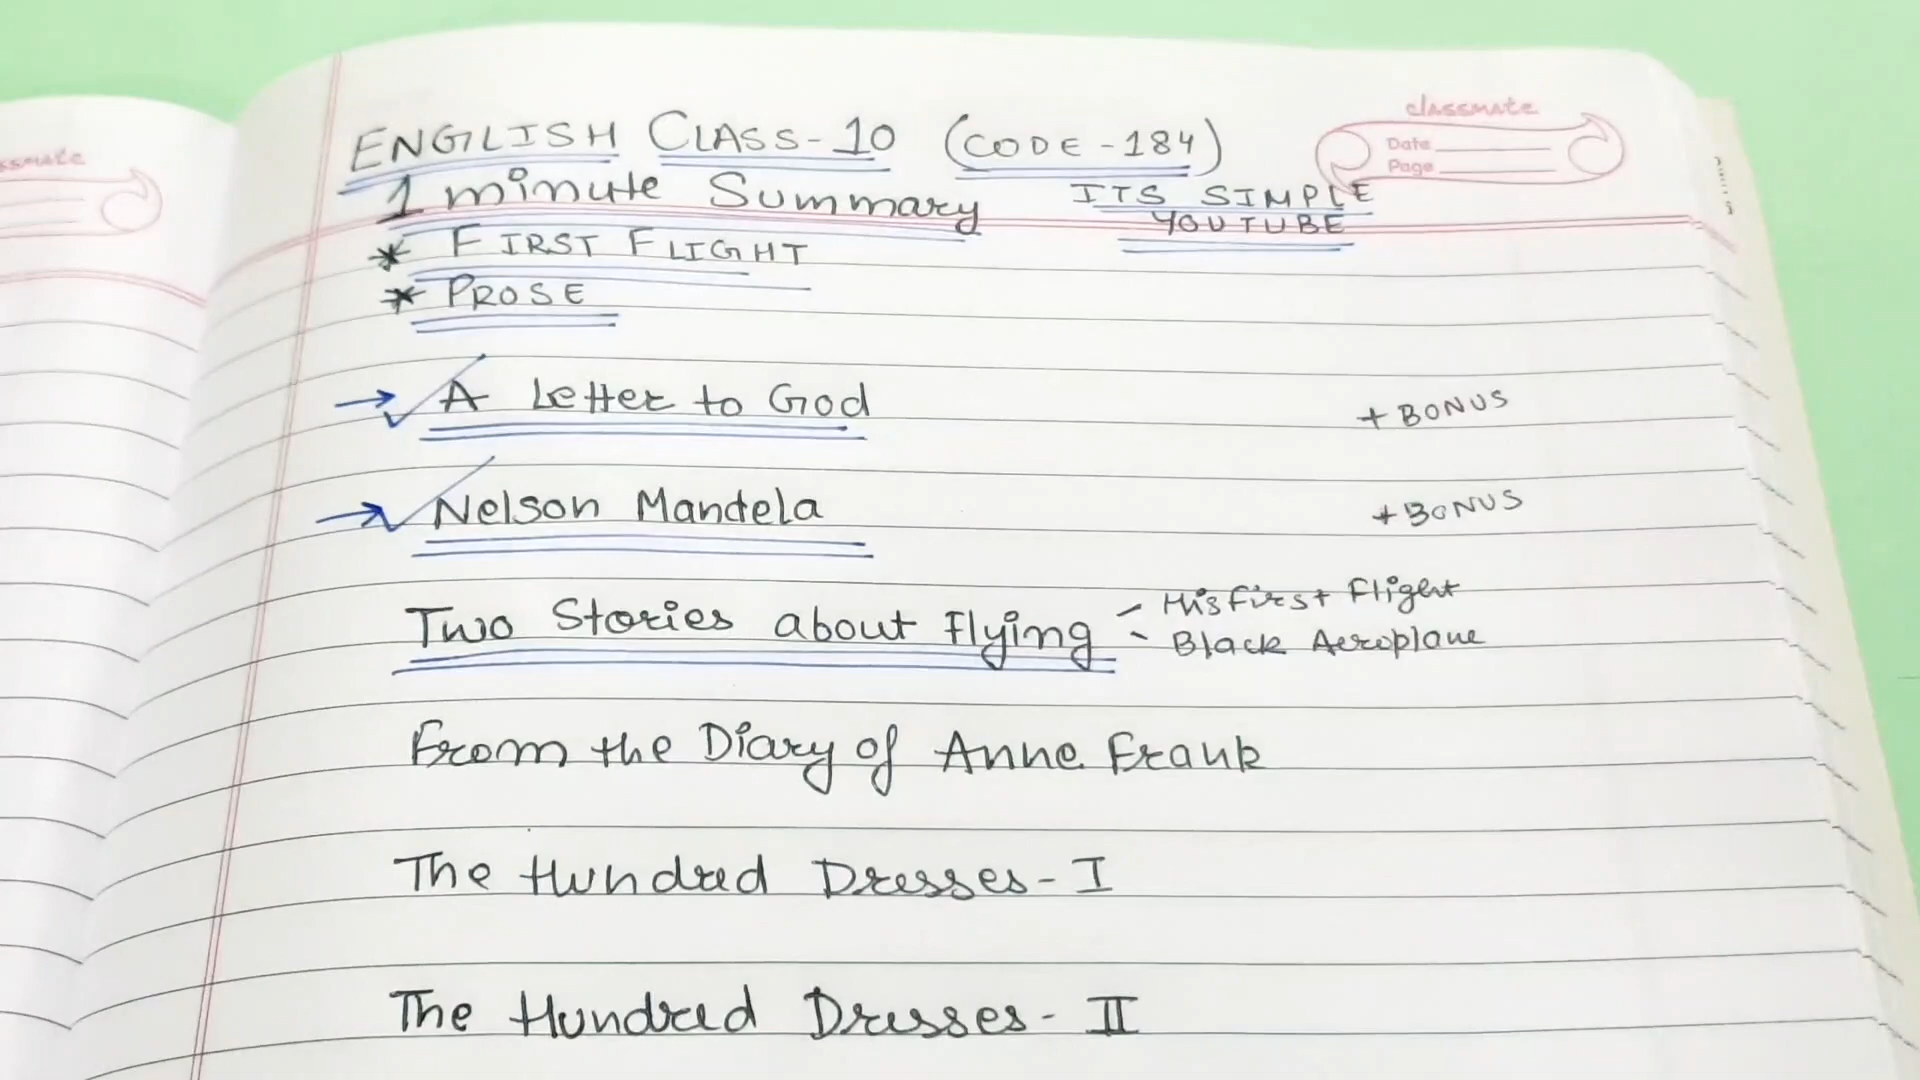 ENGLISH CLASS-10 (CODE-184)
classmate
Date
Page
1 minute Summary
ITS SIMPLE
YOUTUBE
* FIRST FLIGHT
* PROSE
→ A Letter to God + BONUS
→ Nelson Mandela + BONUS
Two Stories about Flying - His first Flight
- Black Aeroplane
From the Diary of Anne Frank
The Hundred Dresses - I
The Hundred Dresses - II